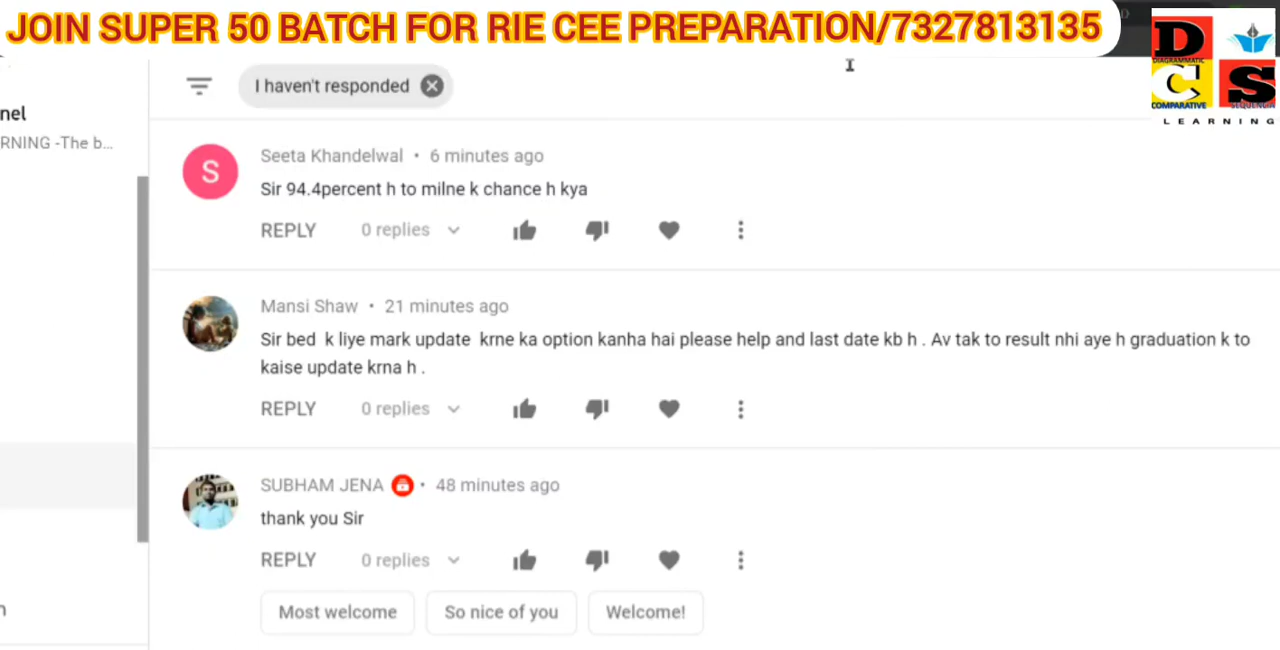 JOIN SUPER 50 BATCH FOR RIE CEE PREPARATION/7327813135
D
DIAGRAMMATIC
C S
COMPARATIVE SEQUENCIA
LEARNING
nel
RNING -The b...
I haven't responded
S
Seeta Khandelwal • 6 minutes ago
Sir 94.4percent h to milne k chance h kya
REPLY 0 replies
Mansi Shaw • 21 minutes ago
Sir bed k liye mark update krne ka option kanha hai please help and last date kb h . Av tak to result nhi aye h graduation k to
kaise update krna h .
REPLY 0 replies
SUBHAM JENA • 48 minutes ago
thank you Sir
REPLY 0 replies
Most welcome So nice of you Welcome!